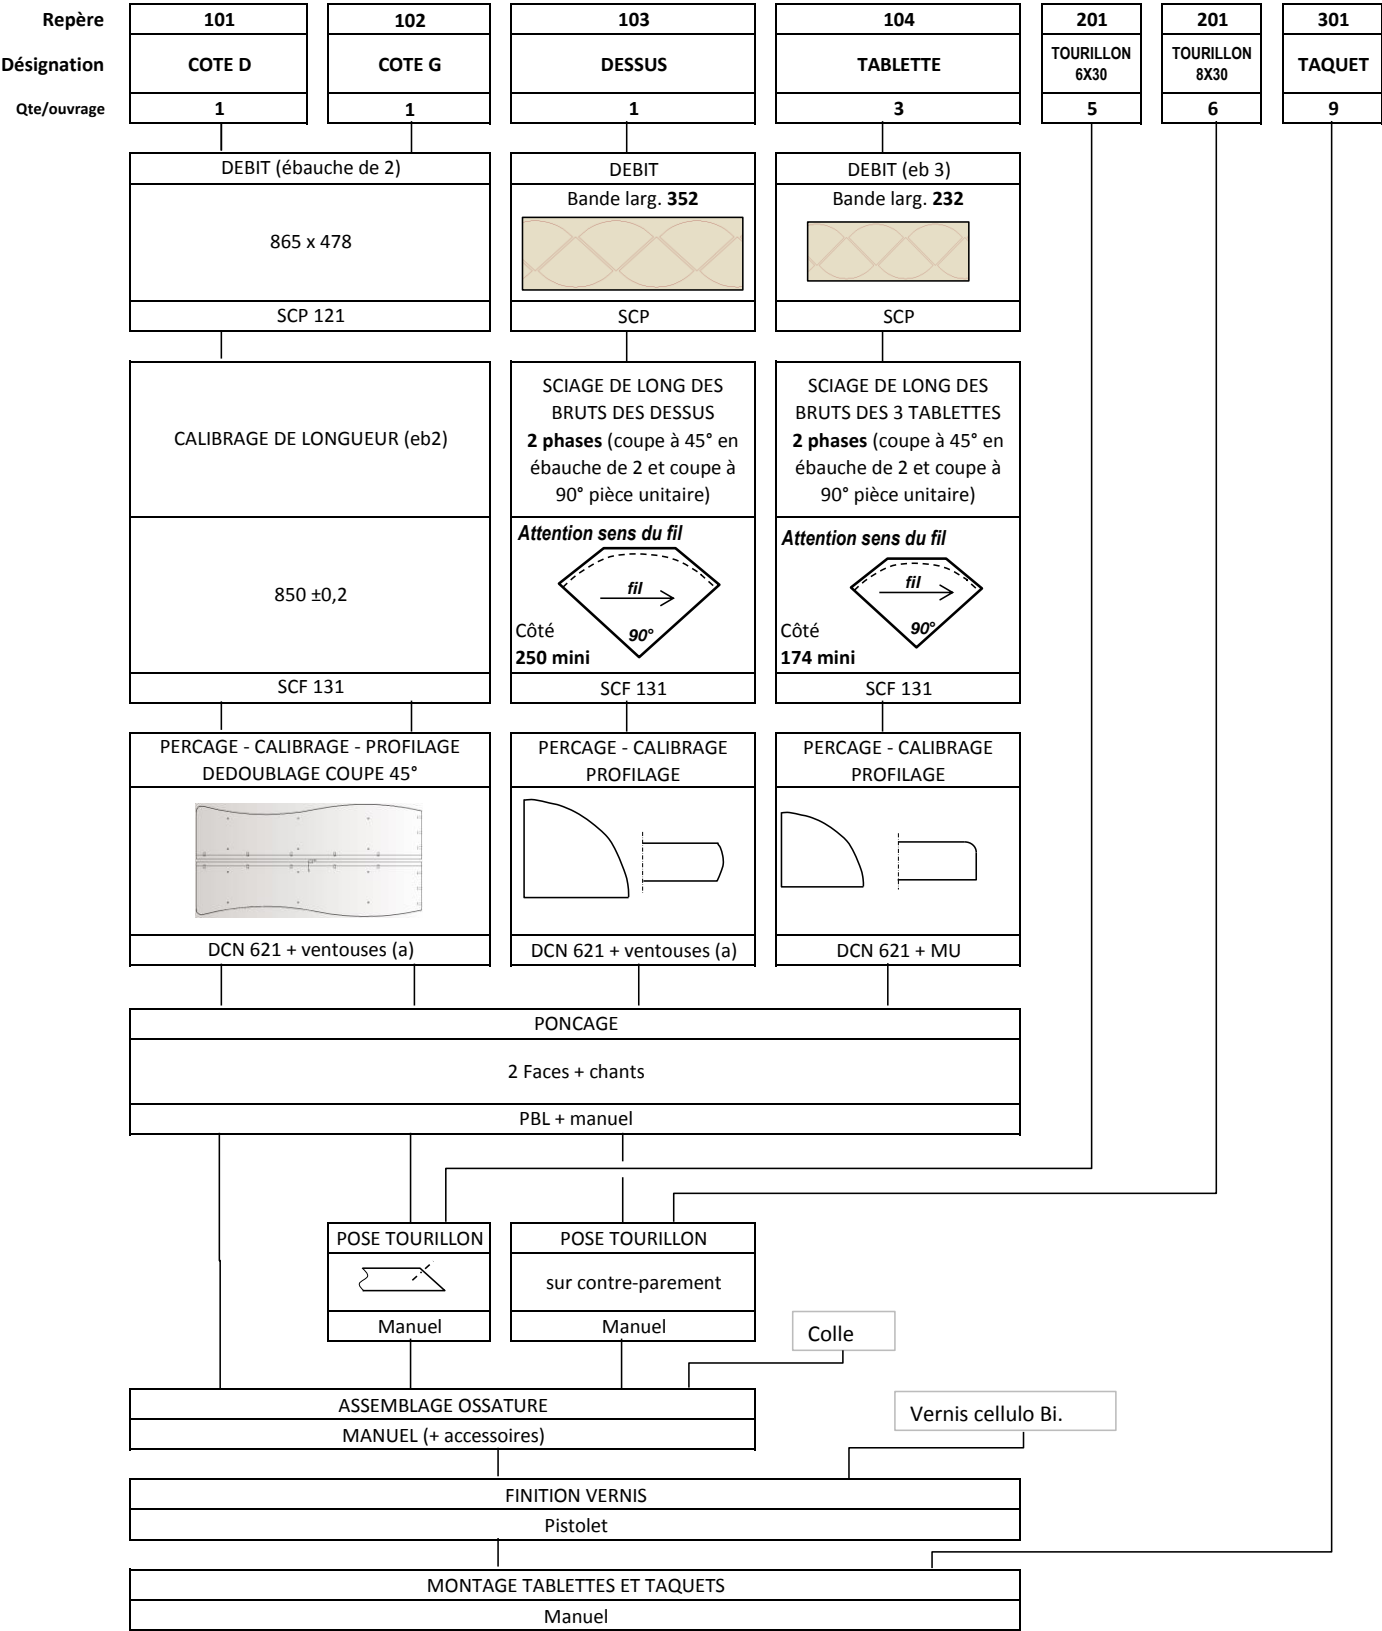 Repère 101 102 103 104 201 201 301
Désignation COTE D COTE G DESSUS TABLETTE TOURILLON 6X30 TOURILLON 8X30 TAQUET
Qte/ouvrage 1 1 1 3 5 6 9
DEBIT (ébauche de 2)
865 x 478
SCP 121
DEBIT
Bande larg. 352
SCP
DEBIT (eb 3)
Bande larg. 232
SCP
CALIBRAGE DE LONGUEUR (eb2)
850 ±0,2
SCF 131
SCIAGE DE LONG DES
BRUTS DES DESSUS
2 phases (coupe à 45° en
ébauche de 2 et coupe à
90° pièce unitaire)
Attention sens du fil
fil
90°
Côté
250 mini
SCF 131
SCIAGE DE LONG DES
BRUTS DES 3 TABLETTES
2 phases (coupe à 45° en
ébauche de 2 et coupe à
90° pièce unitaire)
Attention sens du fil
fil
90°
Côté
174 mini
SCF 131
PERCAGE - CALIBRAGE - PROFILAGE
DEDOUBLAGE COUPE 45°
DCN 621 + ventouses (a)
PERCAGE - CALIBRAGE
PROFILAGE
DCN 621 + ventouses (a)
PERCAGE - CALIBRAGE
PROFILAGE
DCN 621 + MU
PONCAGE
2 Faces + chants
PBL + manuel
POSE TOURILLON
Manuel
POSE TOURILLON
sur contre-parement
Manuel
Colle
ASSEMBLAGE OSSATURE
MANUEL (+ accessoires)
Vernis cellulo Bi.
FINITION VERNIS
Pistolet
MONTAGE TABLETTES ET TAQUETS
Manuel